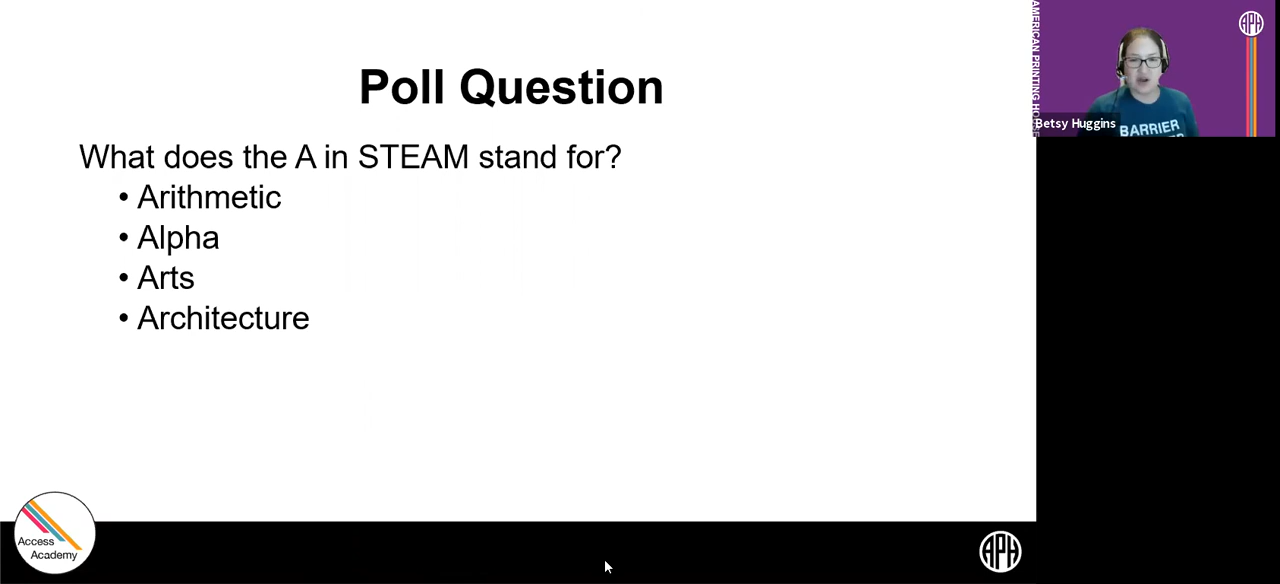 Poll Question
What does the A in STEAM stand for?
• Arithmetic
• Alpha
• Arts
• Architecture
Access
Academy
APH
AMERICAN PRINTING HOUSE
APH
BARRIER
Betsy Huggins